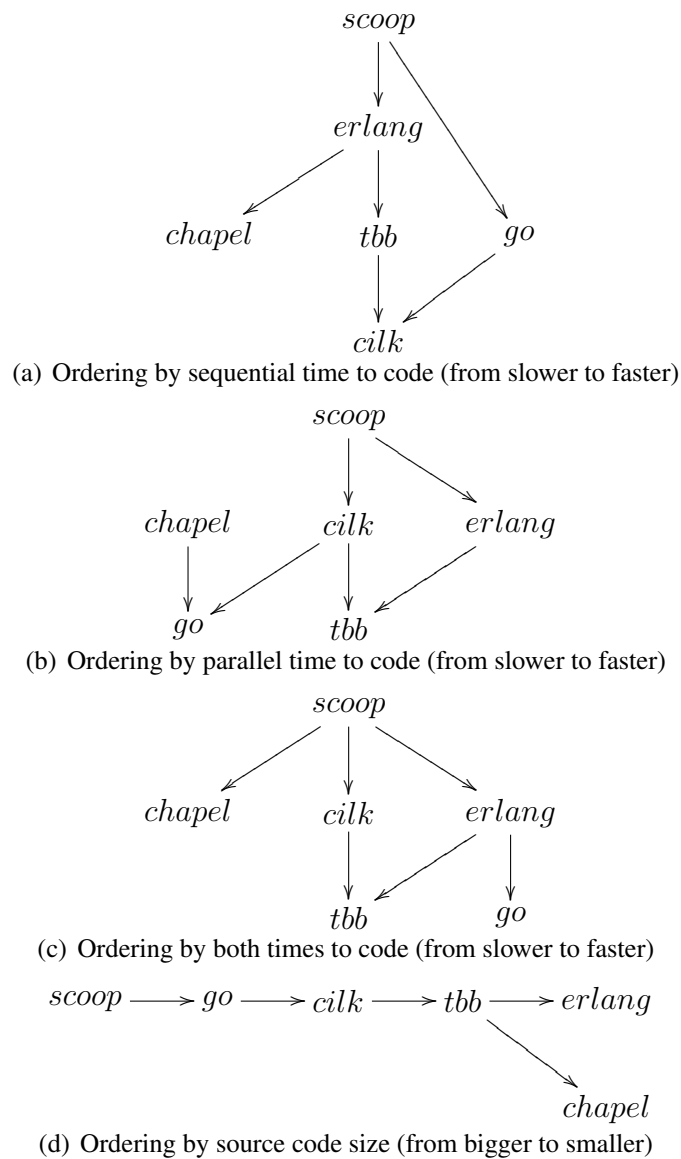 scoop
erlang
chapel tbb go
cilk
(a) Ordering by sequential time to code (from slower to faster)
scoop
chapel cilk erlang
go tbb
(b) Ordering by parallel time to code (from slower to faster)
scoop
chapel cilk erlang
tbb go
(c) Ordering by both times to code (from slower to faster)
scoop go cilk tbb erlang
chapel
(d) Ordering by source code size (from bigger to smaller)